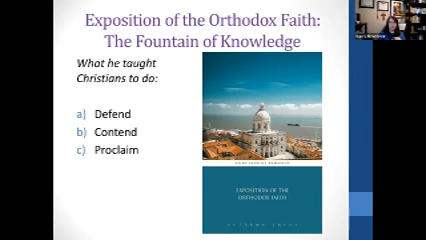 Exposition of the Orthodox Faith:
The Fountain of Knowledge
What he taught
Christians to do:
a) Defend
b) Contend
c) Proclaim
EXPOSITION OF THE
ORTHODOX FAITH